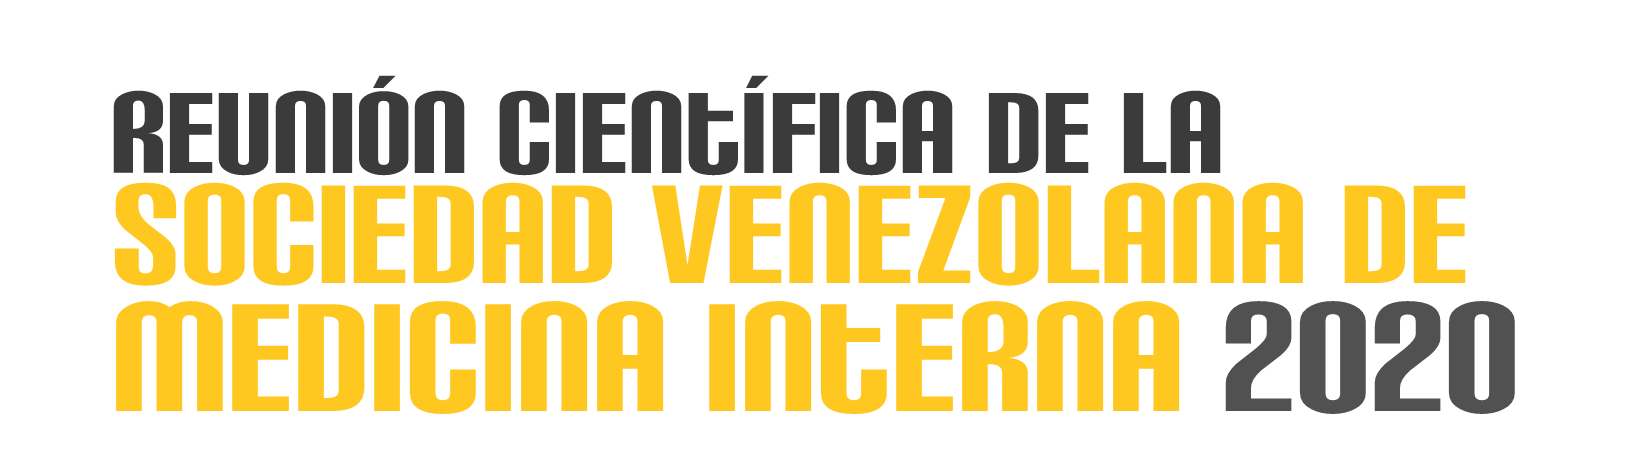 REUNIÓN CIENTÍFICA DE LA
SOCIEDAD VENEZOLANA DE
MEDICINA INTERNA 2020